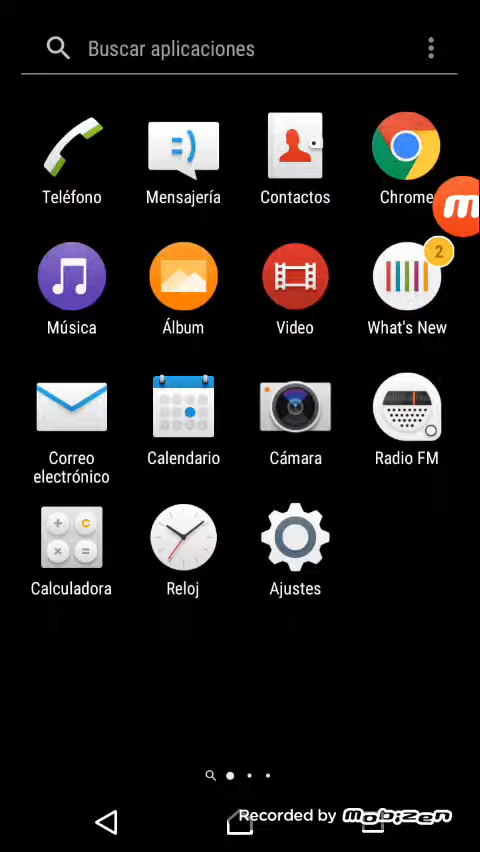 Buscar aplicaciones
Teléfono
Mensajería
Contactos
Chrome
m
Música
Álbum
Video
What's New
2
Correo
electrónico
Calendario
Cámara
Radio FM
Calculadora
Reloj
Ajustes
Recorded by Mobizen